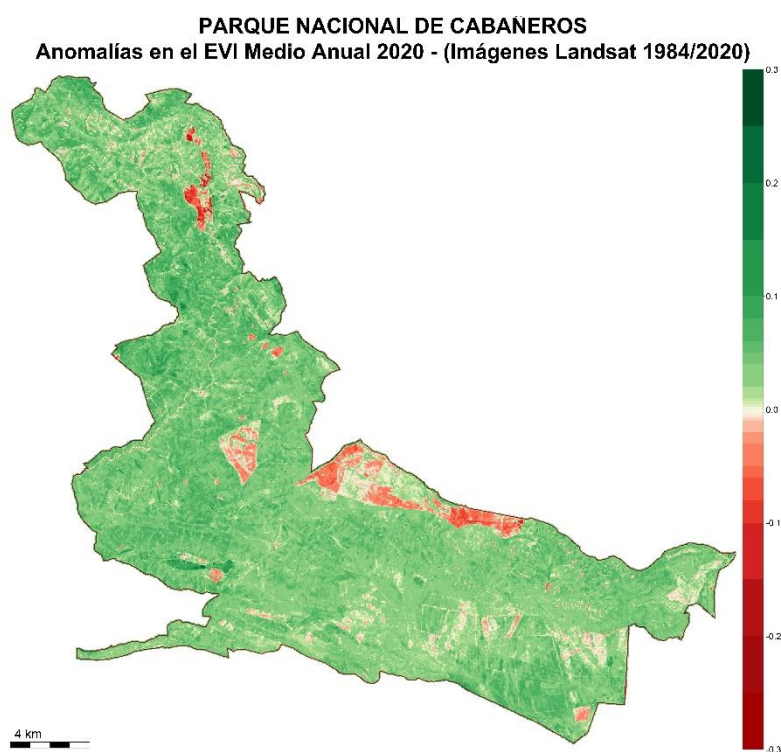 PARQUE NACIONAL DE CABAÑEROS
Anomalías en el EVI Medio Anual 2020 - (Imágenes Landsat 1984/2020)
0.3
0.2
0.1
0.0
-0.1
-0.2
-0.3
4 km